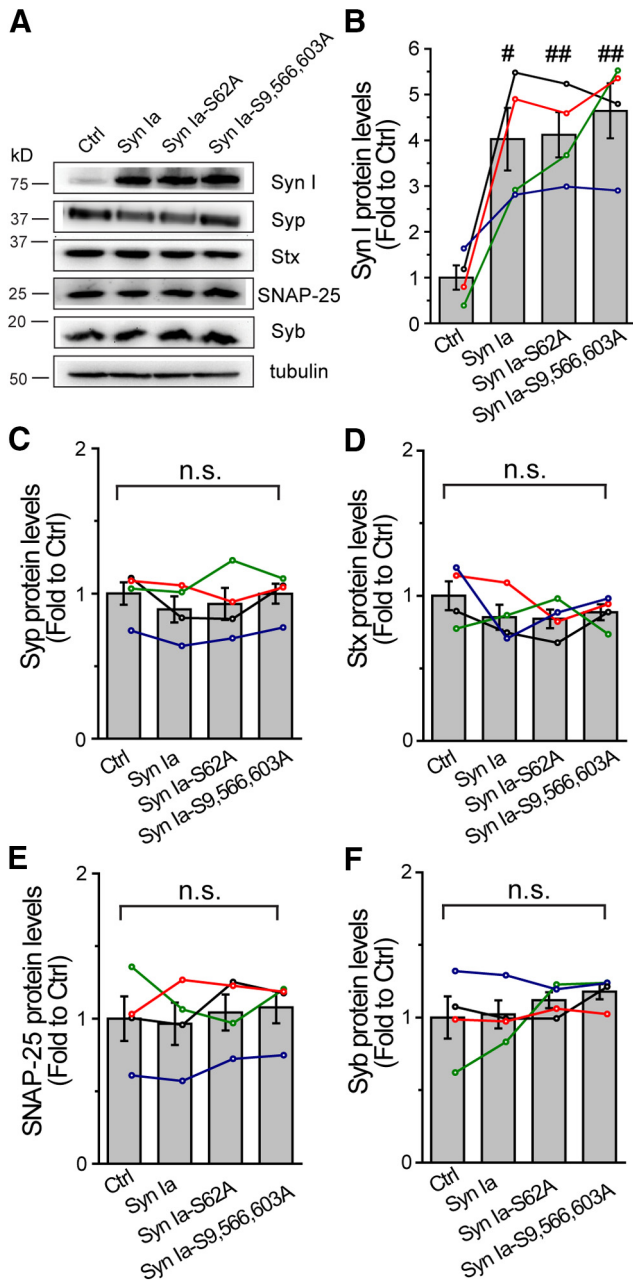 A
Ctrl
Syn Ia
Syn Ia-S62A
Syn Ia-S9,566,603A
kD
75
Syn I
37
Syp
37
Stx
25
SNAP-25
20
Syb
50
tubulin
B
Syn I protein levels
(Fold to Ctrl)
6
5
4
3
2
1
0
#
##
##
Ctrl
Syn Ia
Syn Ia-S62A
Syn Ia-S9,566,603A
C
Syp protein levels
(Fold to Ctrl)
2
1
0
n.s.
Ctrl
Syn Ia
Syn Ia-S62A
Syn Ia-S9,566,603A
D
Stx protein levels
(Fold to Ctrl)
2
1
0
n.s.
Ctrl
Syn Ia
Syn Ia-S62A
Syn Ia-S9,566,603A
E
SNAP-25 protein levels
(Fold to Ctrl)
2
1
0
n.s.
Ctrl
Syn Ia
Syn Ia-S62A
Syn Ia-S9,566,603A
F
Syb protein levels
(Fold to Ctrl)
2
1
0
n.s.
Ctrl
Syn Ia
Syn Ia-S62A
Syn Ia-S9,566,603A